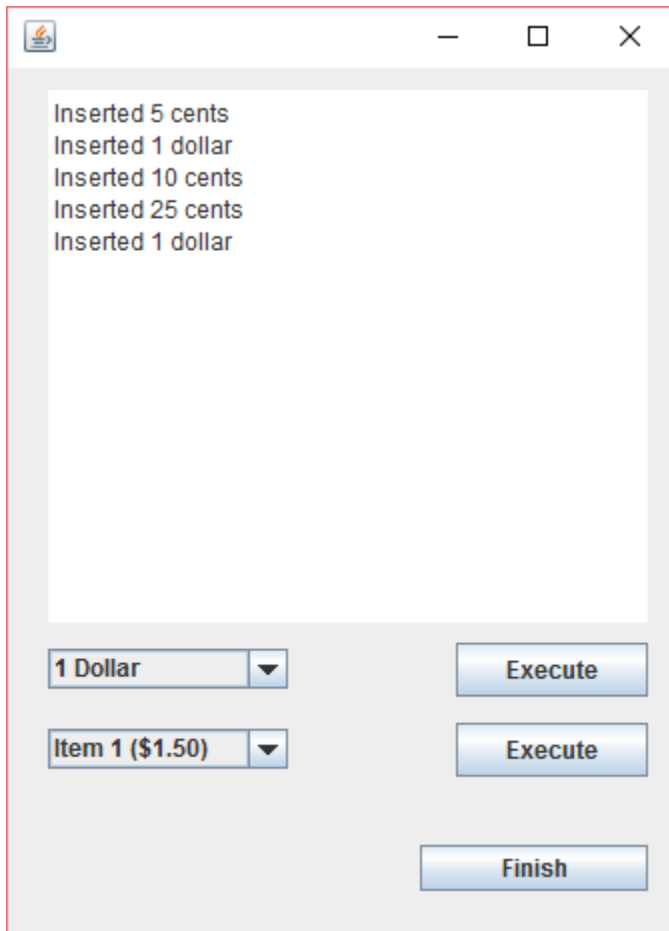 Inserted 5 cents
Inserted 1 dollar
Inserted 10 cents
Inserted 25 cents
Inserted 1 dollar
1 Dollar
Execute
Item 1 ($1.50)
Execute
Finish